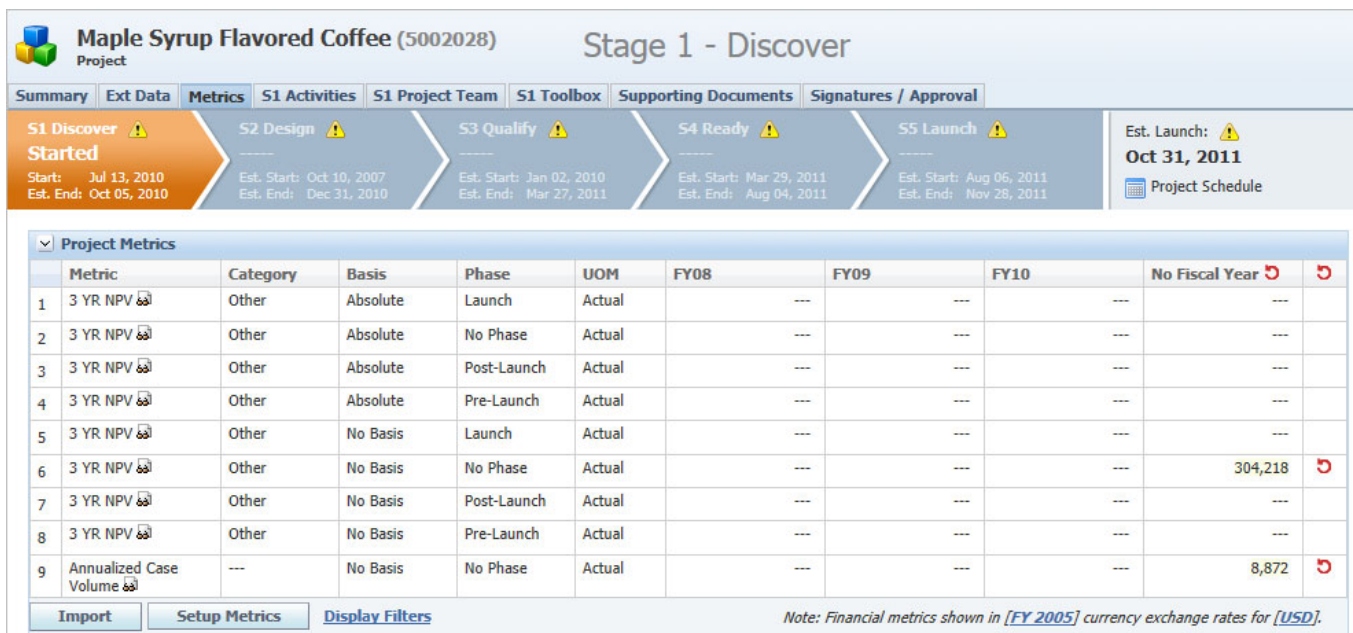 Maple Syrup Flavored Coffee (5002028)
Project
Stage 1 - Discover
Summary Ext Data Metrics S1 Activities S1 Project Team S1 Toolbox Supporting Documents Signatures / Approval
S1 Discover
Started
Start: Jul 13, 2010
Est. End: Oct 05, 2010
S2 Design
-----
Est. Start: Oct 10, 2007
Est. End: Dec 31, 2010
S3 Qualify
-----
Est. Start: Jan 02, 2010
Est. End: Mar 27, 2011
S4 Ready
-----
Est. Start: Mar 29, 2011
Est. End: Aug 04, 2011
S5 Launch
-----
Est. Start: Aug 06, 2011
Est. End: Nov 28, 2011
Est. Launch:
Oct 31, 2011
Project Schedule
Project Metrics
Metric Category Basis Phase UOM FY08 FY09 FY10 No Fiscal Year
1 3 YR NPV Other Absolute Launch Actual --- --- --- ---
2 3 YR NPV Other Absolute No Phase Actual --- --- --- ---
3 3 YR NPV Other Absolute Post-Launch Actual --- --- --- ---
4 3 YR NPV Other Absolute Pre-Launch Actual --- --- --- ---
5 3 YR NPV Other No Basis Launch Actual --- --- --- ---
6 3 YR NPV Other No Basis No Phase Actual --- --- --- 304,218
7 3 YR NPV Other No Basis Post-Launch Actual --- --- --- ---
8 3 YR NPV Other No Basis Pre-Launch Actual --- --- --- ---
9 Annualized Case --- No Basis No Phase Actual --- --- --- 8,872
Volume
Import Setup Metrics Display Filters Note: Financial metrics shown in [FY 2005] currency exchange rates for [USD].